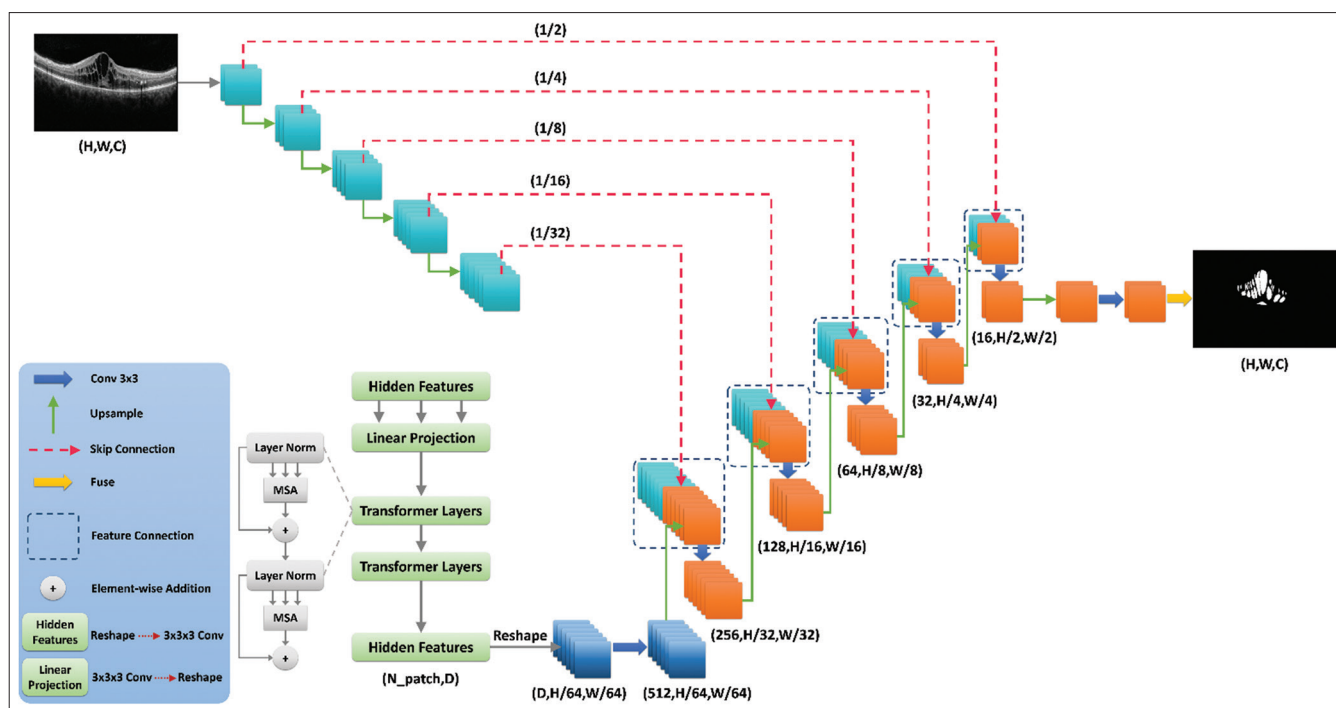 (1/2)
(1/4)
(1/8)
(1/16)
(1/32)
(H,W,C)
(16,H/2,W/2)
(H,W,C)
(32,H/4,W/4)
(64,H/8,W/8)
(128,H/16,W/16)
(256,H/32,W/32)
Conv 3x3
Upsample
Skip Connection
Fuse
Feature Connection
+
Element-wise Addition
Hidden
Features
Reshape
3x3x3 Conv
Linear
Projection
3x3x3 Conv
Reshape
Layer Norm
MSA
+
Layer Norm
MSA
+
Hidden Features
Linear Projection
Transformer Layers
Transformer Layers
Hidden Features
(N_patch,D)
Reshape
(D,H/64,W/64)
(512,H/64,W/64)